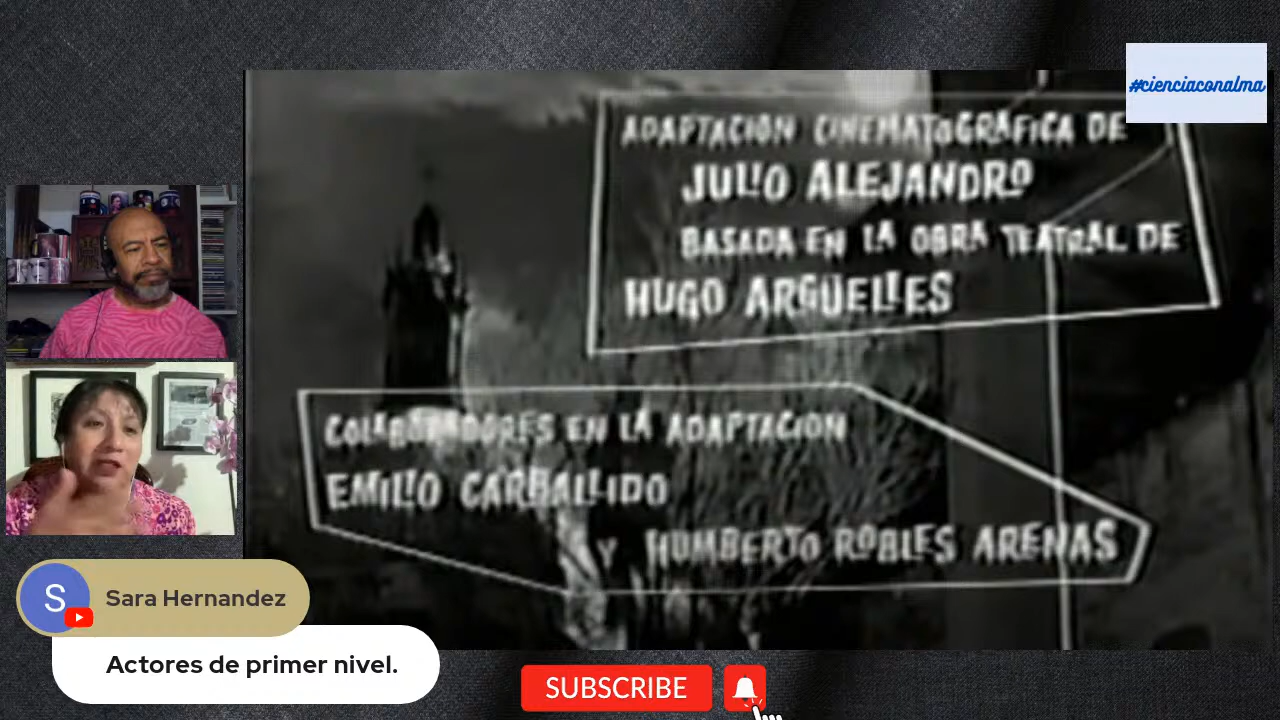 #cienciaconalma
ADAPTACION CINEMATOGRAFICA DE
JULIO ALEJANDRO
BASADA EN LA OBRA TEATRAL DE
HUGO ARGÜELLES
COLABORADORES EN LA ADAPTACION
EMILIO CARBALLIDO
Y HUMBERTO ROBLES ARENAS
S
Sara Hernandez
Actores de primer nivel.
SUBSCRIBE